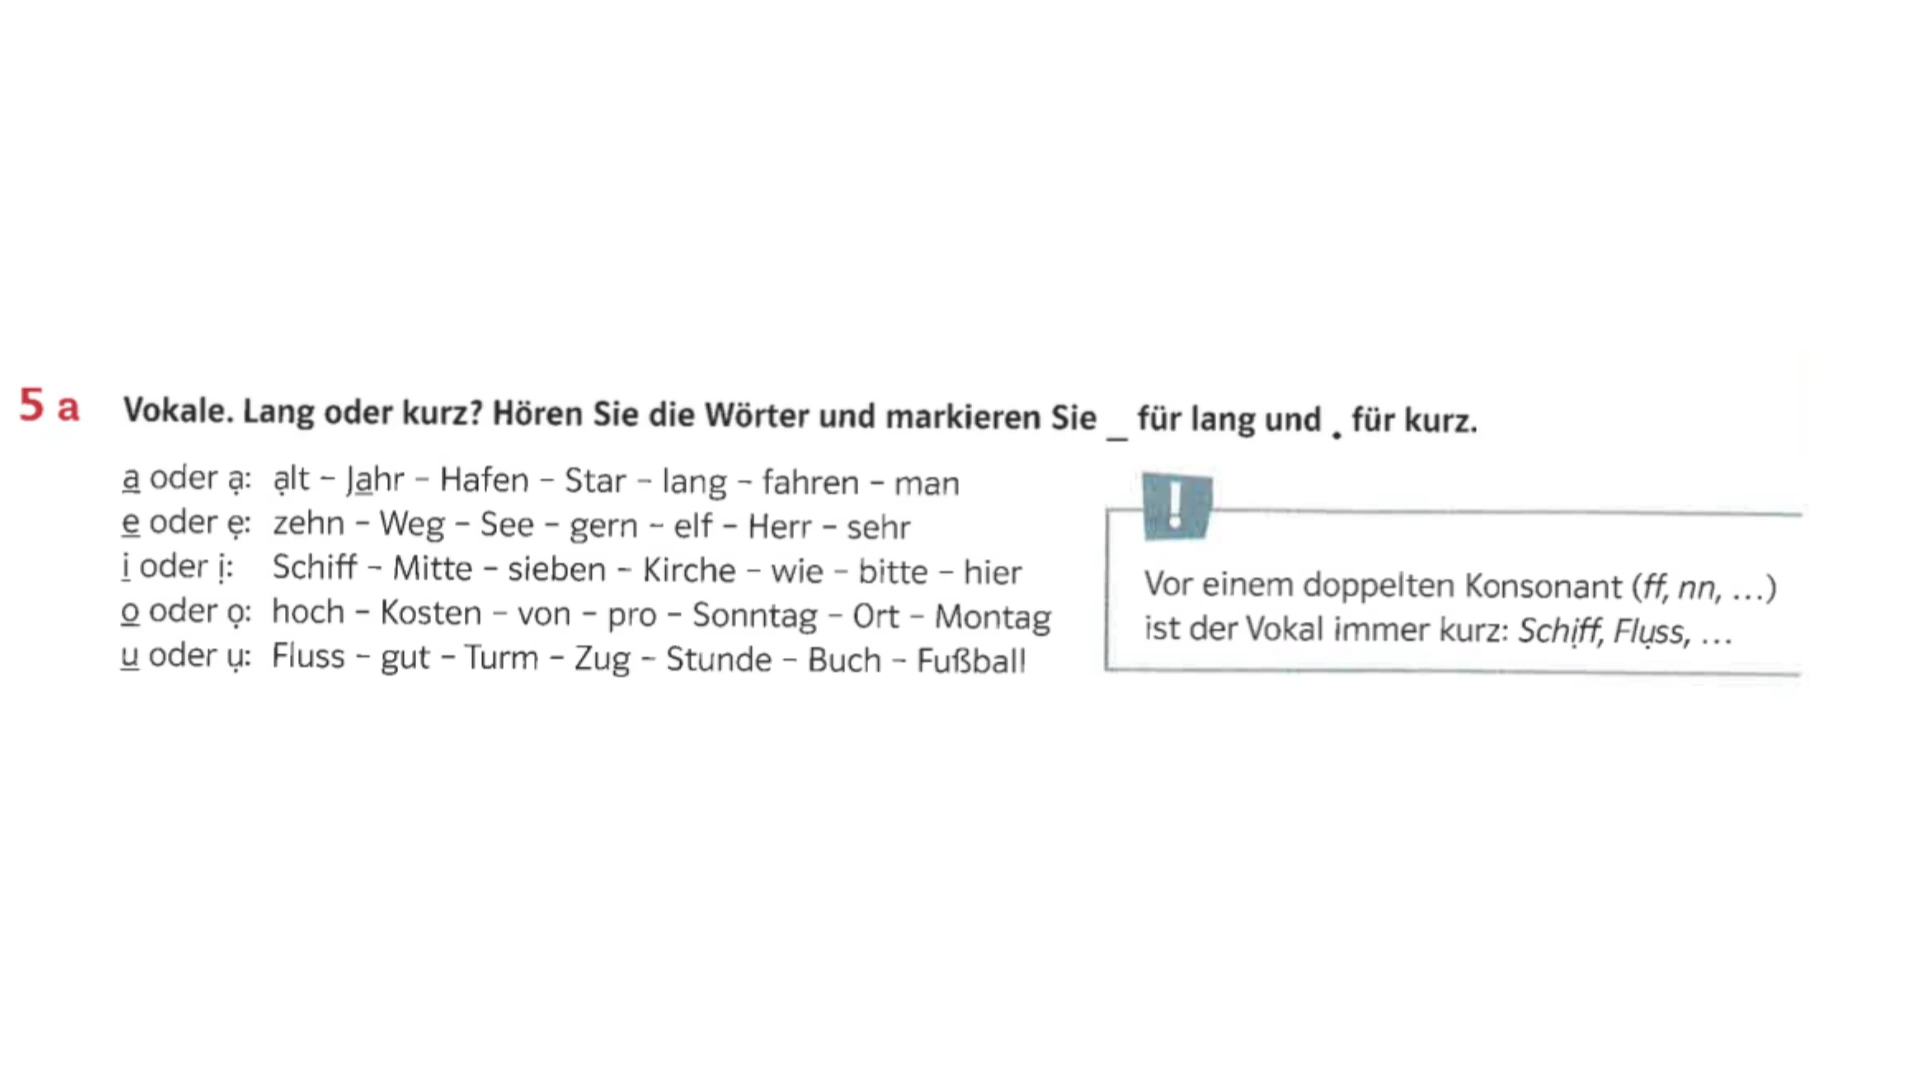 5 a Vokale. Lang oder kurz? Hören Sie die Wörter und markieren Sie _ für lang und . für kurz.
a̲ oder ạ: ạlt – Ja̲hr – Hafen – Star – lang – fahren – man
e̲ oder ẹ: zehn – Weg – See – gern – elf – Herr – sehr
i̲ oder ị: Schiff – Mitte – sieben – Kirche – wie – bitte – hier
o̲ oder ọ: hoch – Kosten – von – pro – Sonntag – Ort – Montag
u̲ oder ụ: Fluss – gut – Turm – Zug – Stunde – Buch – Fußball
!
Vor einem doppelten Konsonant (ff, nn, ...)
ist der Vokal immer kurz: Schịff, Flụss, ...